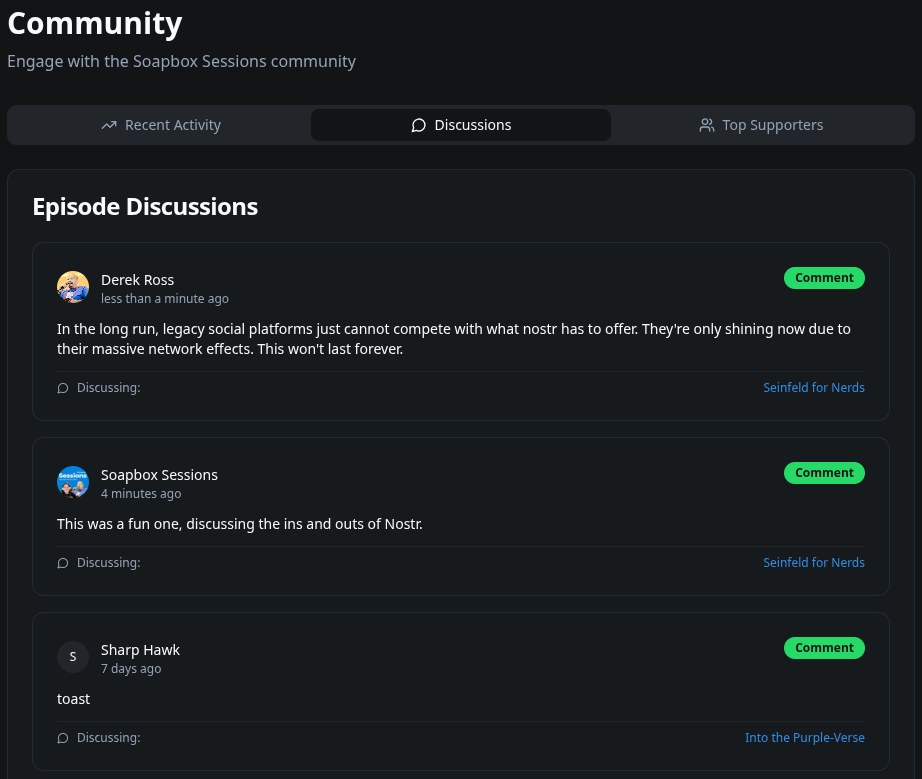 Community
Engage with the Soapbox Sessions community
Recent Activity
Discussions
Top Supporters
Episode Discussions
Derek Ross
Comment
less than a minute ago
In the long run, legacy social platforms just cannot compete with what nostr has to offer. They're only shining now due to
their massive network effects. This won't last forever.
Discussing:
Seinfeld for Nerds
Sessions
Soapbox Sessions
Comment
4 minutes ago
This was a fun one, discussing the ins and outs of Nostr.
Discussing:
Seinfeld for Nerds
S
Sharp Hawk
Comment
7 days ago
toast
Discussing:
Into the Purple-Verse